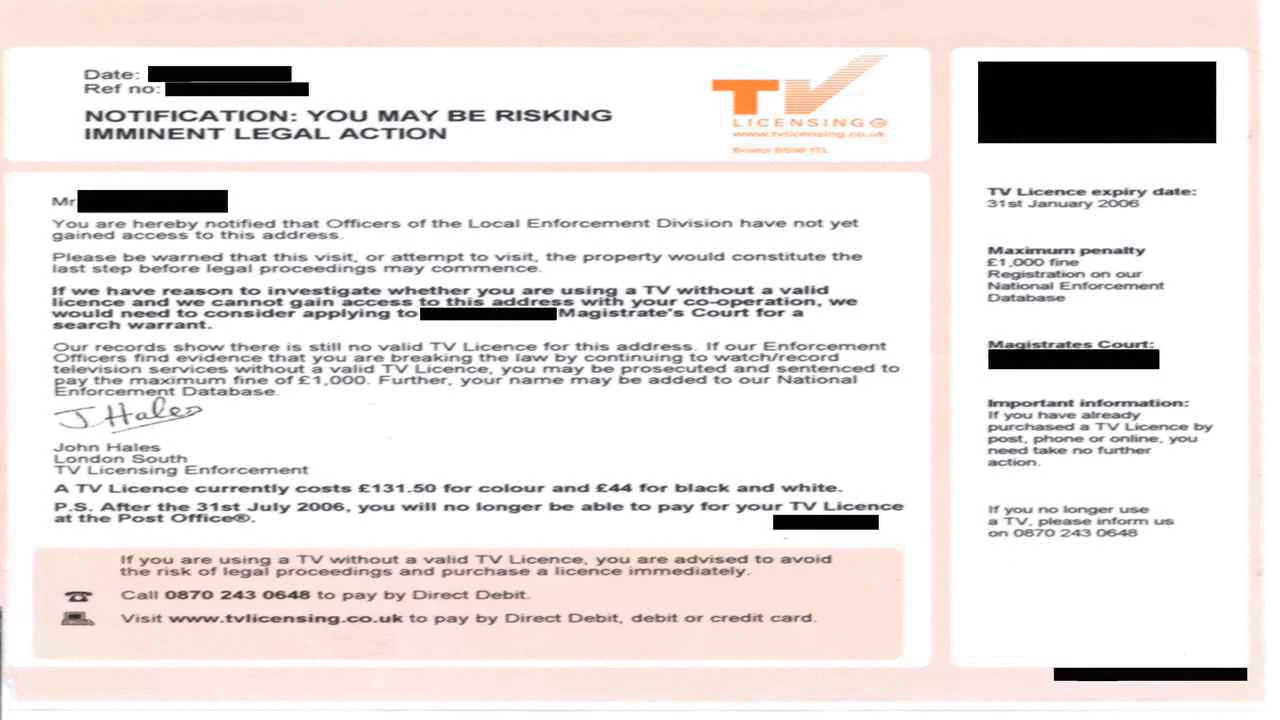 Date:
Ref no:
NOTIFICATION: YOU MAY BE RISKING
IMMINENT LEGAL ACTION
TV
LICENSING
www.tvlicensing.co.uk
Bristol BS98 1TL
Mr
You are hereby notified that Officers of the Local Enforcement Division have not yet
gained access to this address.
Please be warned that this visit, or attempt to visit, the property would constitute the
last step before legal proceedings may commence.
If we have reason to investigate whether you are using a TV without a valid
licence and we cannot gain access to this address with your co-operation, we
would need to consider applying to Magistrate's Court for a
search warrant.
Our records show there is still no valid TV Licence for this address. If our Enforcement
Officers find evidence that you are breaking the law by continuing to watch/record
television services without a valid TV Licence, you may be prosecuted and sentenced to
pay the maximum fine of £1,000. Further, your name may be added to our National
Enforcement Database.
J Hales
John Hales
London South
TV Licensing Enforcement
A TV Licence currently costs £131.50 for colour and £44 for black and white.
P.S. After the 31st July 2006, you will no longer be able to pay for your TV Licence
at the Post Office®.
If you are using a TV without a valid TV Licence, you are advised to avoid
the risk of legal proceedings and purchase a licence immediately.
Call 0870 243 0648 to pay by Direct Debit.
Visit www.tvlicensing.co.uk to pay by Direct Debit, debit or credit card.
TV Licence expiry date:
31st January 2006
Maximum penalty
£1,000 fine
Registration on our
National Enforcement
Database
Magistrates Court:
Important information:
If you have already
purchased a TV Licence by
post, phone or online, you
need take no further
action.
If you no longer use
a TV, please inform us
on 0870 243 0648